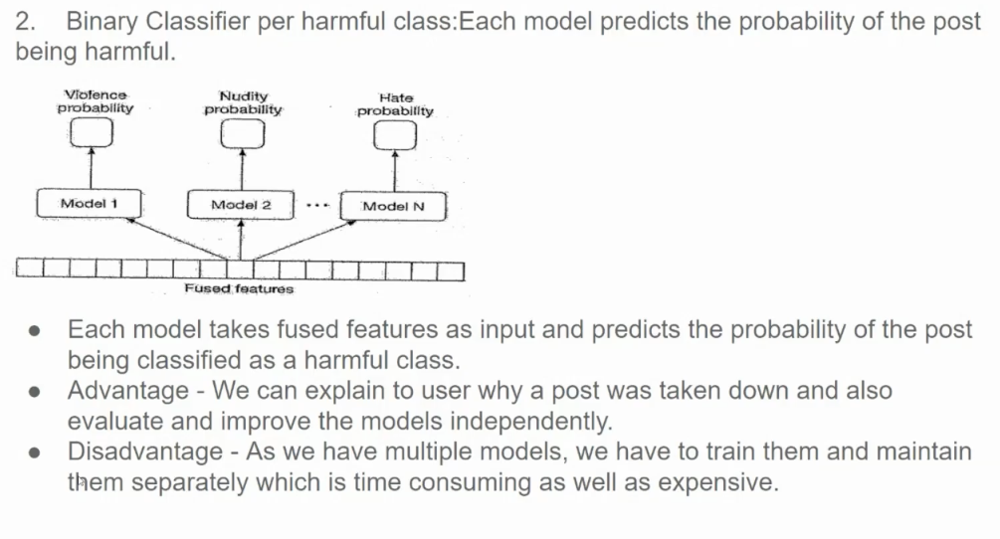 2. Binary Classifier per harmful class:Each model predicts the probability of the post
being harmful.
Violence
probability
Nudity
probability
Hate
probability
Model 1
Model 2
...
Model N
Fused features
● Each model takes fused features as input and predicts the probability of the post
being classified as a harmful class.
● Advantage - We can explain to user why a post was taken down and also
evaluate and improve the models independently.
● Disadvantage - As we have multiple models, we have to train them and maintain
them separately which is time consuming as well as expensive.